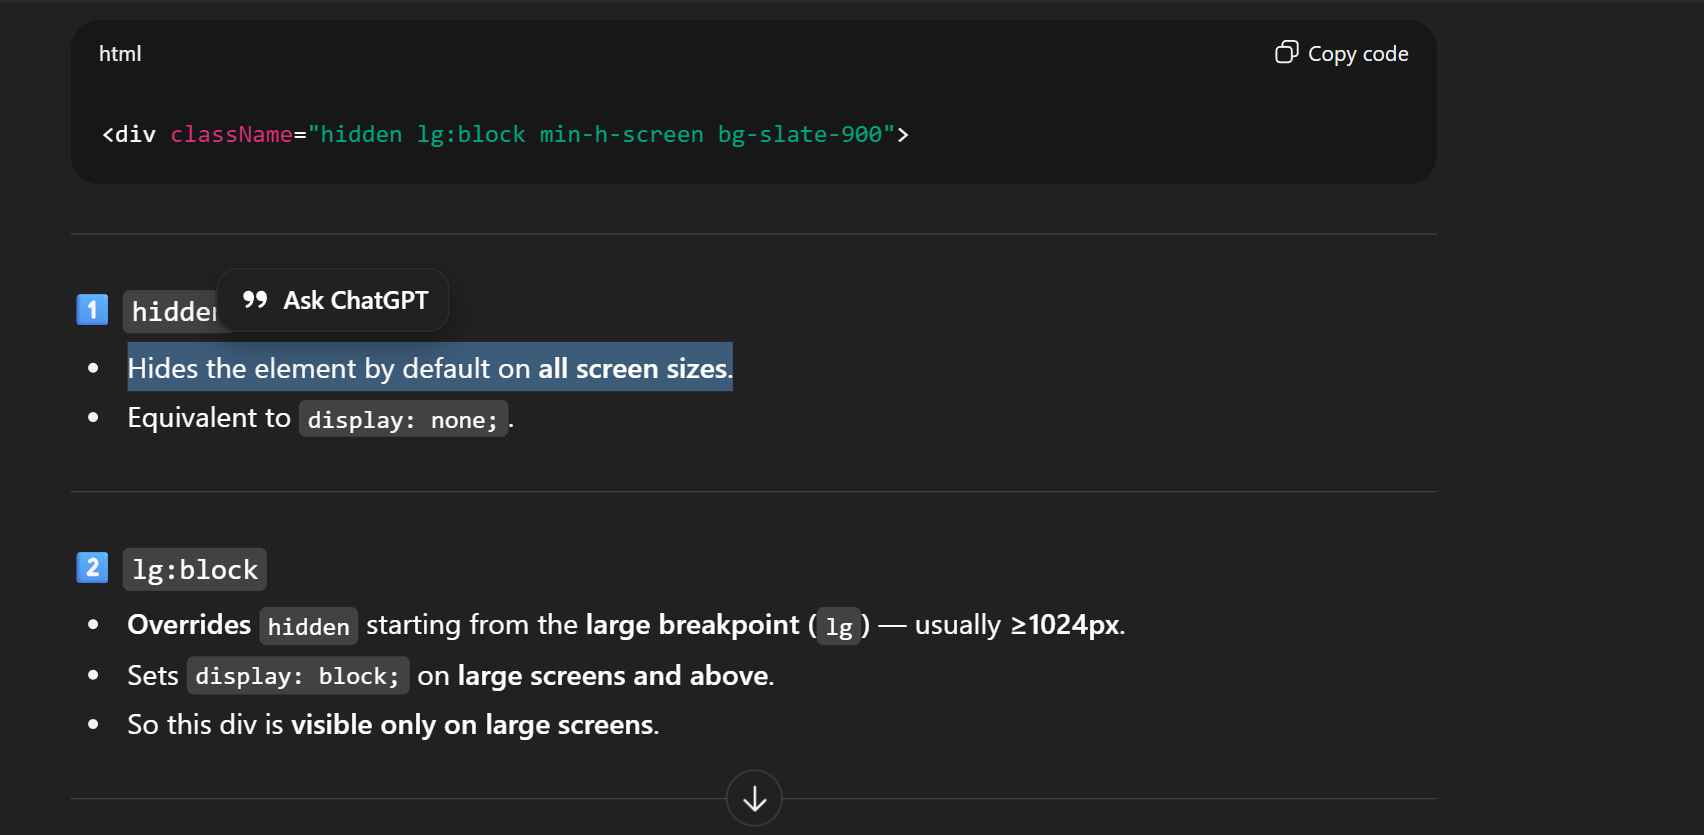 html
Copy code
<div className="hidden lg:block min-h-screen bg-slate-900">
1 hidden
Ask ChatGPT
• Hides the element by default on all screen sizes.
• Equivalent to display: none;.
2 lg:block
• Overrides hidden starting from the large breakpoint (lg) — usually ≥1024px.
• Sets display: block; on large screens and above.
• So this div is visible only on large screens.